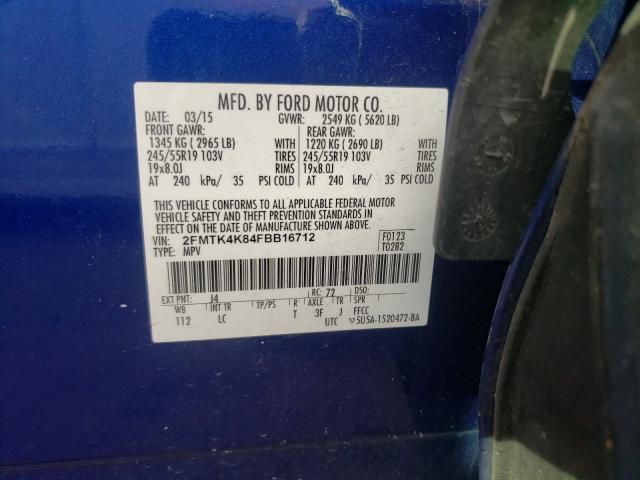 MFD. BY FORD MOTOR CO.
DATE: 03/15 GVWR: 2549 KG ( 5620 LB)
FRONT GAWR: REAR GAWR:
1345 KG ( 2965 LB) WITH 1220 KG ( 2690 LB) WITH
245/55R19 103V TIRES 245/55R19 103V TIRES
19x8.0J RIMS 19x8.0J RIMS
AT 240 kPa/ 35 PSI COLD AT 240 kPa/ 35 PSI COLD
THIS VEHICLE CONFORMS TO ALL APPLICABLE FEDERAL MOTOR
VEHICLE SAFETY AND THEFT PREVENTION STANDARDS IN
EFFECT ON THE DATE OF MANUFACTURE SHOWN ABOVE.
VIN: 2FMTK4K84FBB16712 F0123
TYPE: MPV T0282
EXT PNT: J4 RC: 72 DSO:
WB INT TR TP/PS R AXLE TR SPR
112 LC T 3F J FFCC
UTC ▽5U5A-1520472-BA